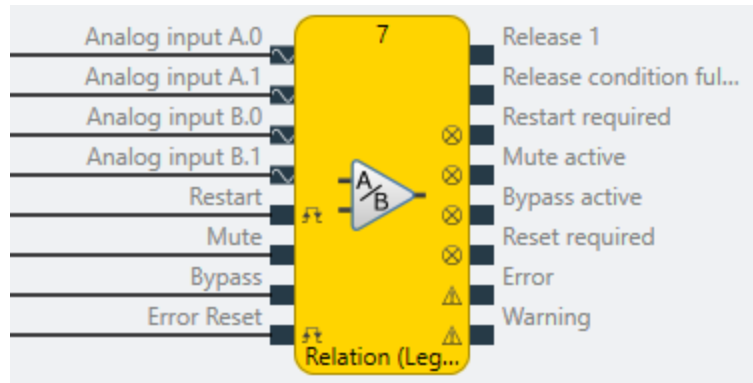 Analog input A.0
Analog input A.1
Analog input B.0
Analog input B.1
Restart
Mute
Bypass
Error Reset
7
A/B
Relation (Leg...
Release 1
Release condition ful...
Restart required
Mute active
Bypass active
Reset required
Error
Warning